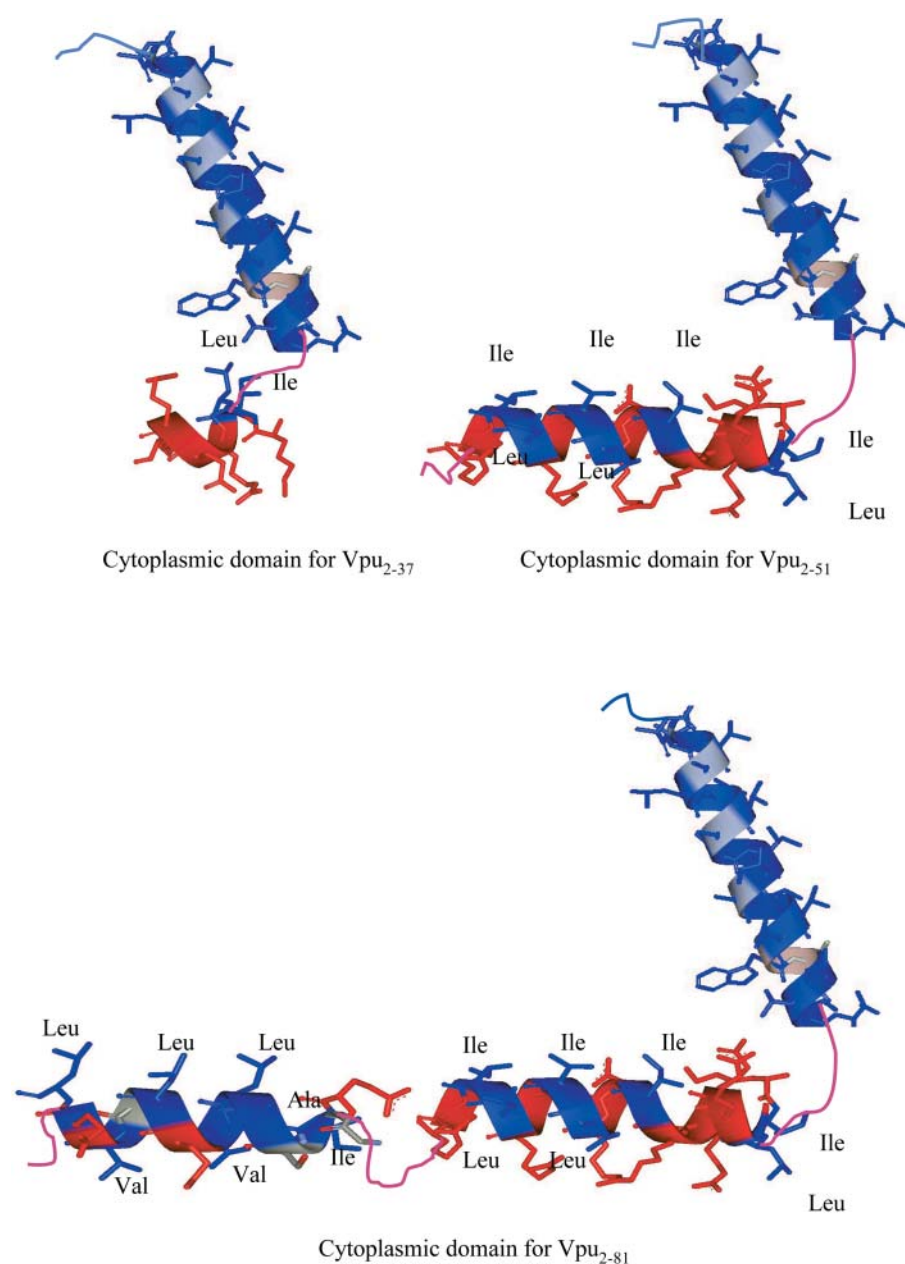 Leu
Ile
Ile Ile Ile
Leu Leu
Ile
Leu
Cytoplasmic domain for Vpu2-37
Cytoplasmic domain for Vpu2-51
Leu Leu Leu
Ala
Val Val Ile
Ile Ile Ile
Leu Leu
Ile
Leu
Cytoplasmic domain for Vpu2-81